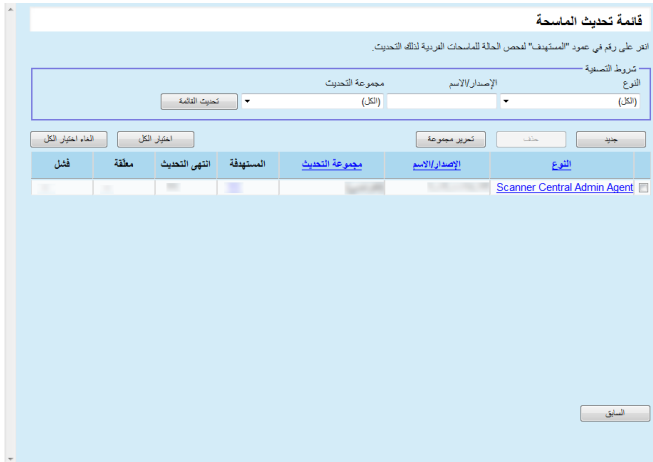 قائمة تحديث الماسحة
انقر على رقم في عمود "المستهدف" لفحص الحالة للماسحات الفردية لذلك التحديث.
شروط التصفية
النوع الإصدار/الاسم مجموعة التحديث
(الكل) (الكل) تحديث القائمة
جديد حذف تحرير مجموعة اختيار الكل الغاء اختيار الكل
النوع الإصدار/الاسم مجموعة التحديث المستهدفة انتهى التحديث معلّقة فشل
Scanner Central Admin Agent
السابق